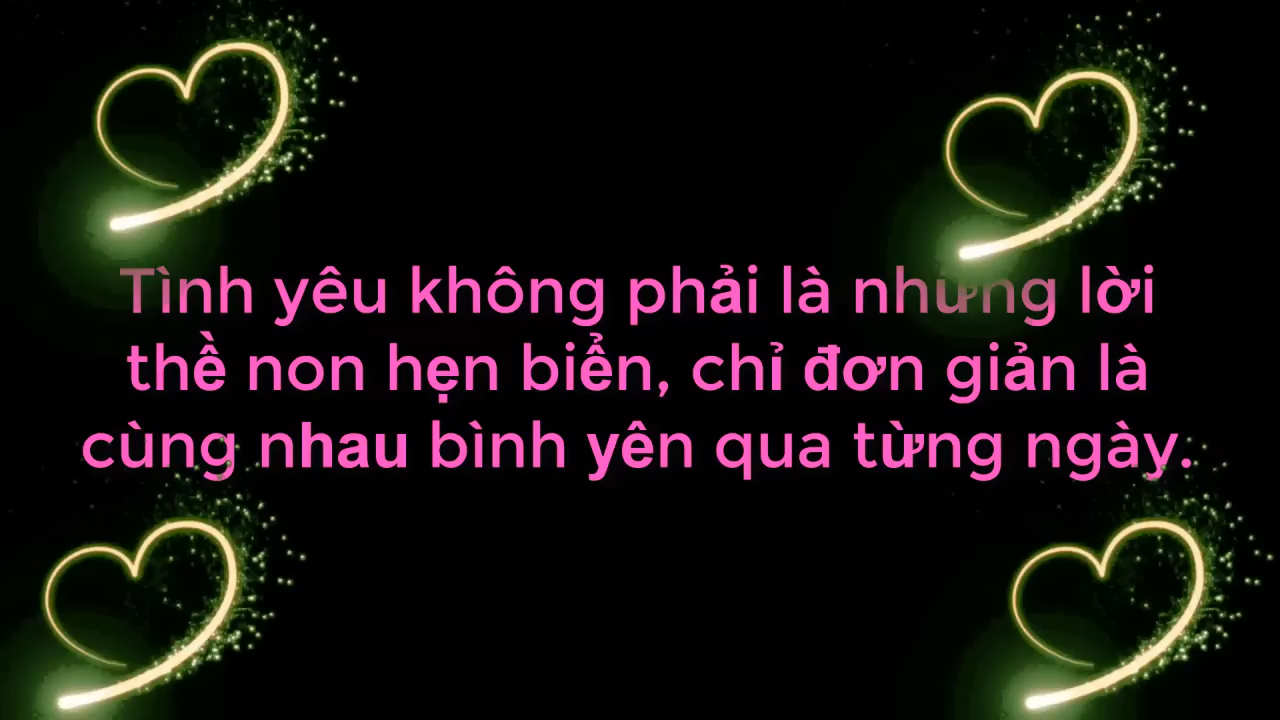 Tình yêu không phải là những lời
thề non hẹn biển, chỉ đơn giản là
cùng nhau bình yên qua từng ngày.